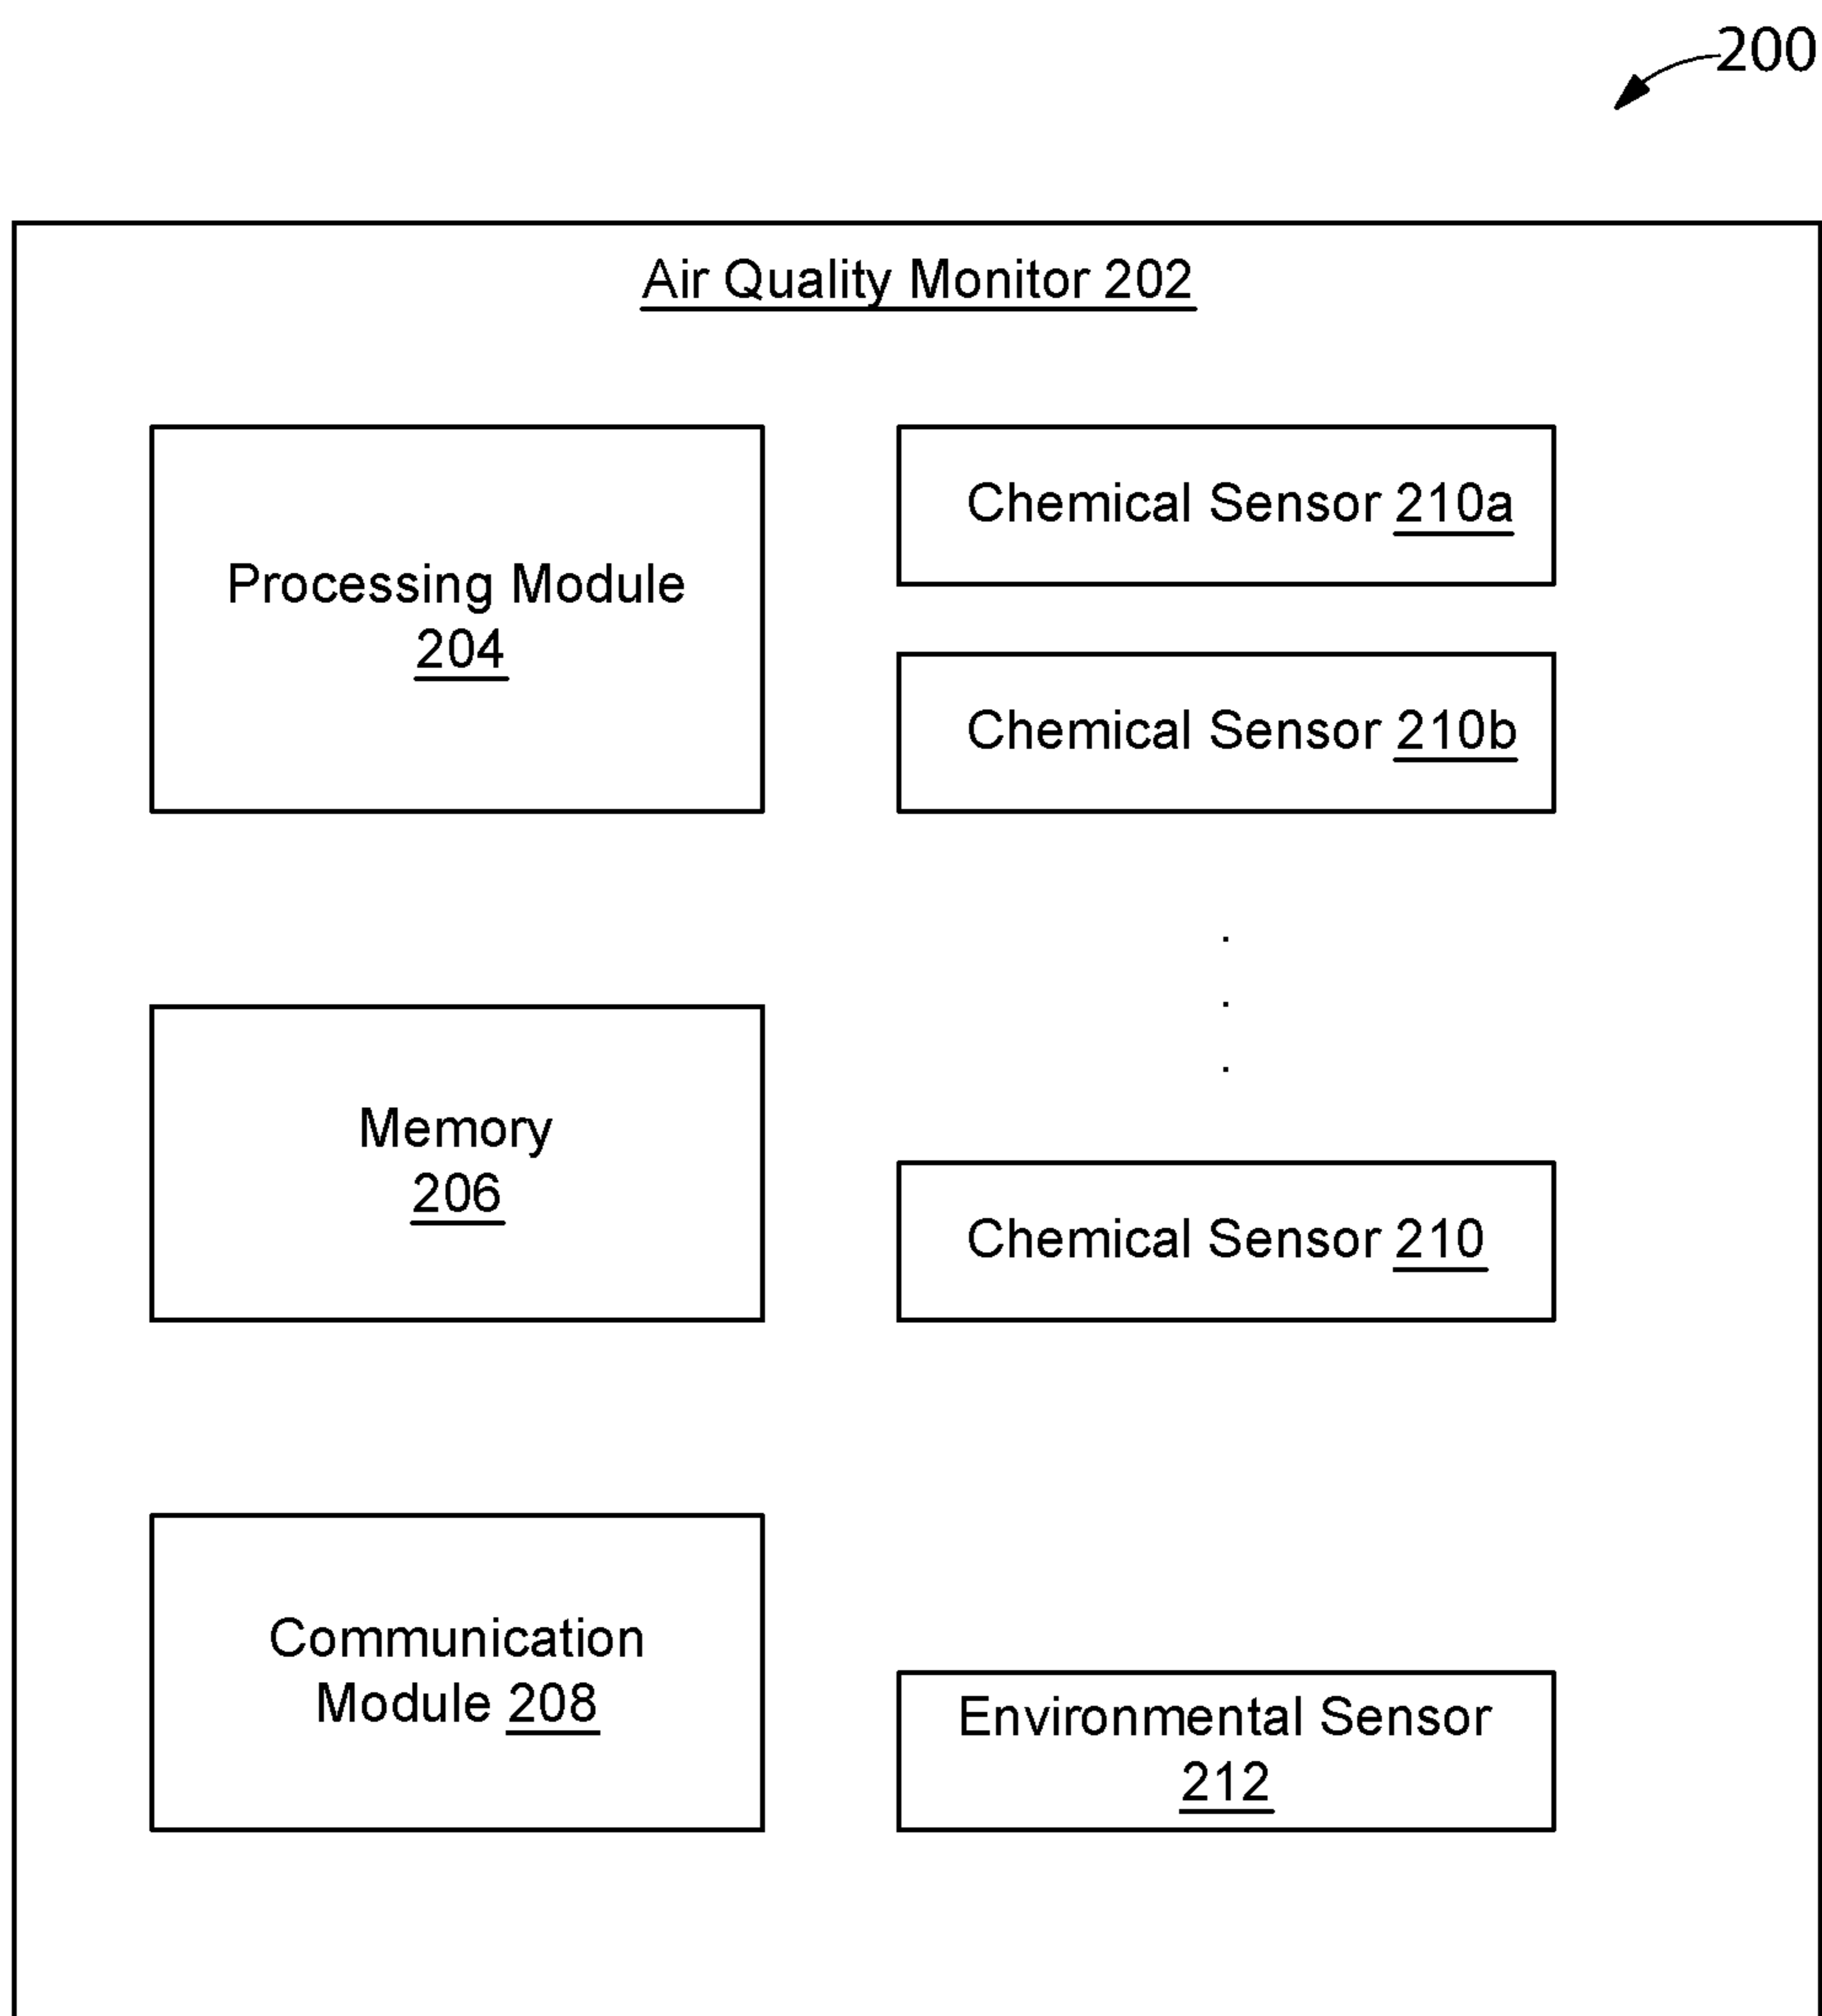 200
Air Quality Monitor 202
Processing Module
204
Chemical Sensor 210a
Chemical Sensor 210b
.
.
.
Memory
206
Chemical Sensor 210
Communication
Module 208
Environmental Sensor
212